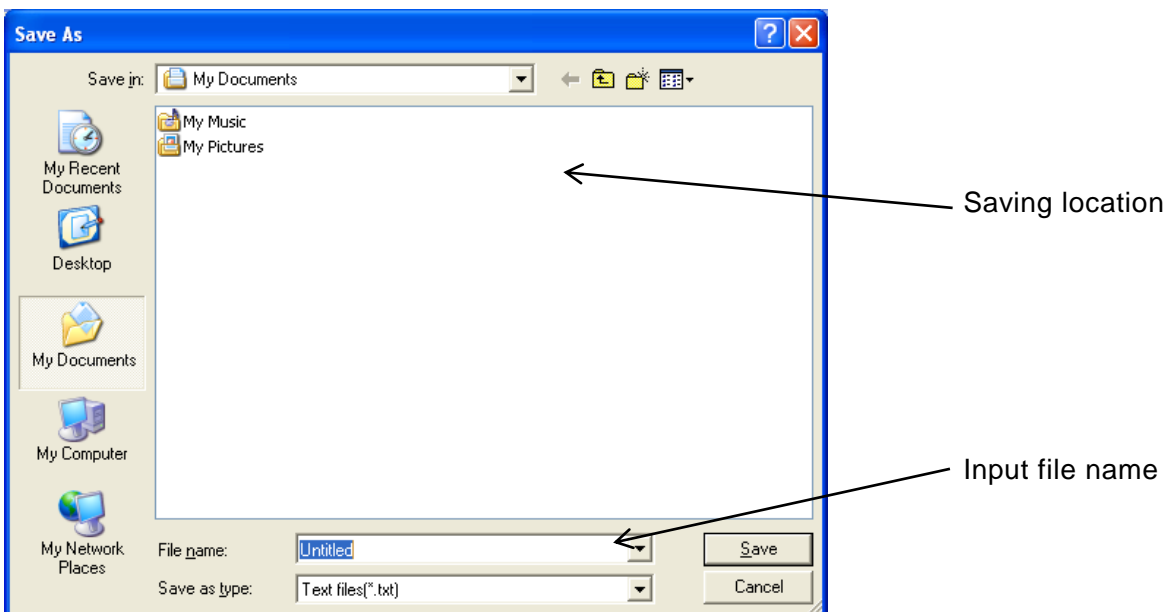 Save As
Save in: My Documents
My Music
My Pictures
My Recent
Documents
Desktop
My Documents
My Computer
My Network
Places
File name: Untitled Save
Save as type: Text files(*.txt) Cancel
Saving location
Input file name